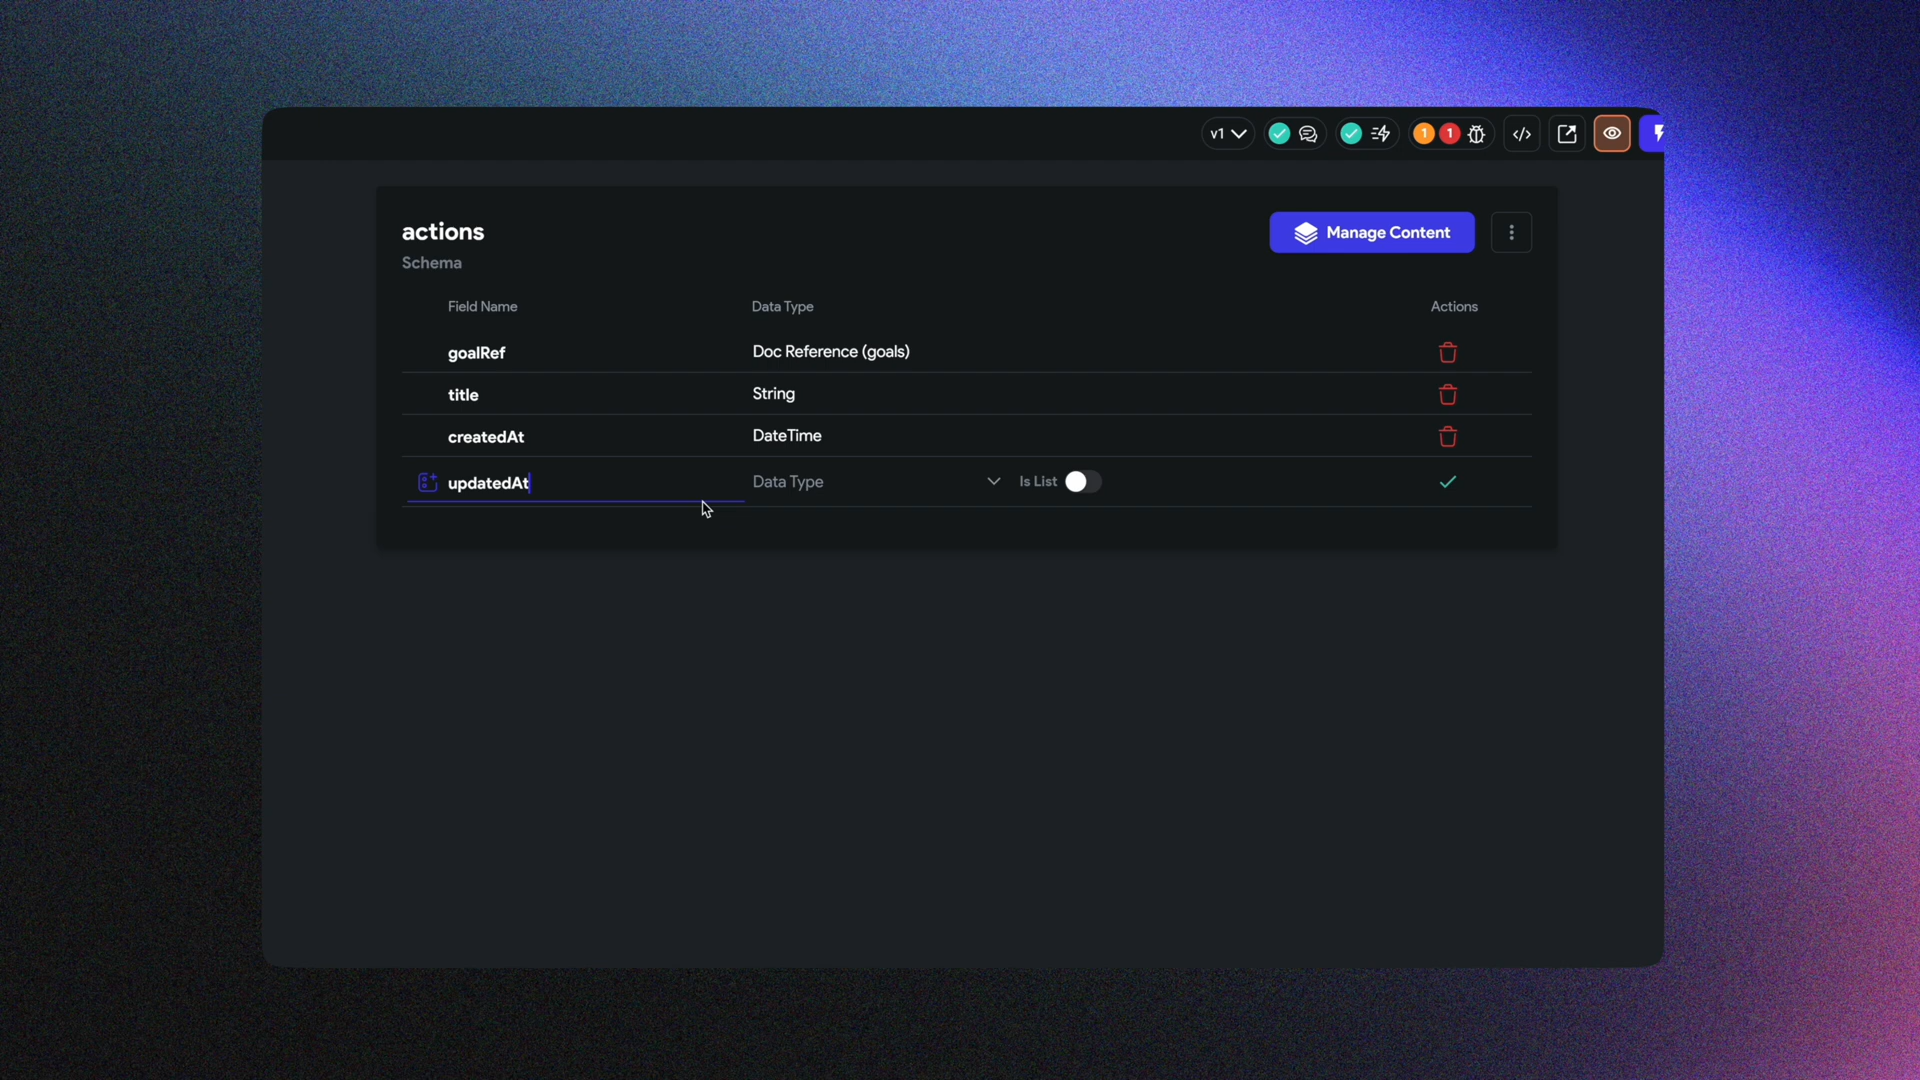 v1
1 1
actions
Manage Content
Schema
Field Name Data Type Actions
goalRef Doc Reference (goals)
title String
createdAt DateTime
updatedAt Data Type Is List